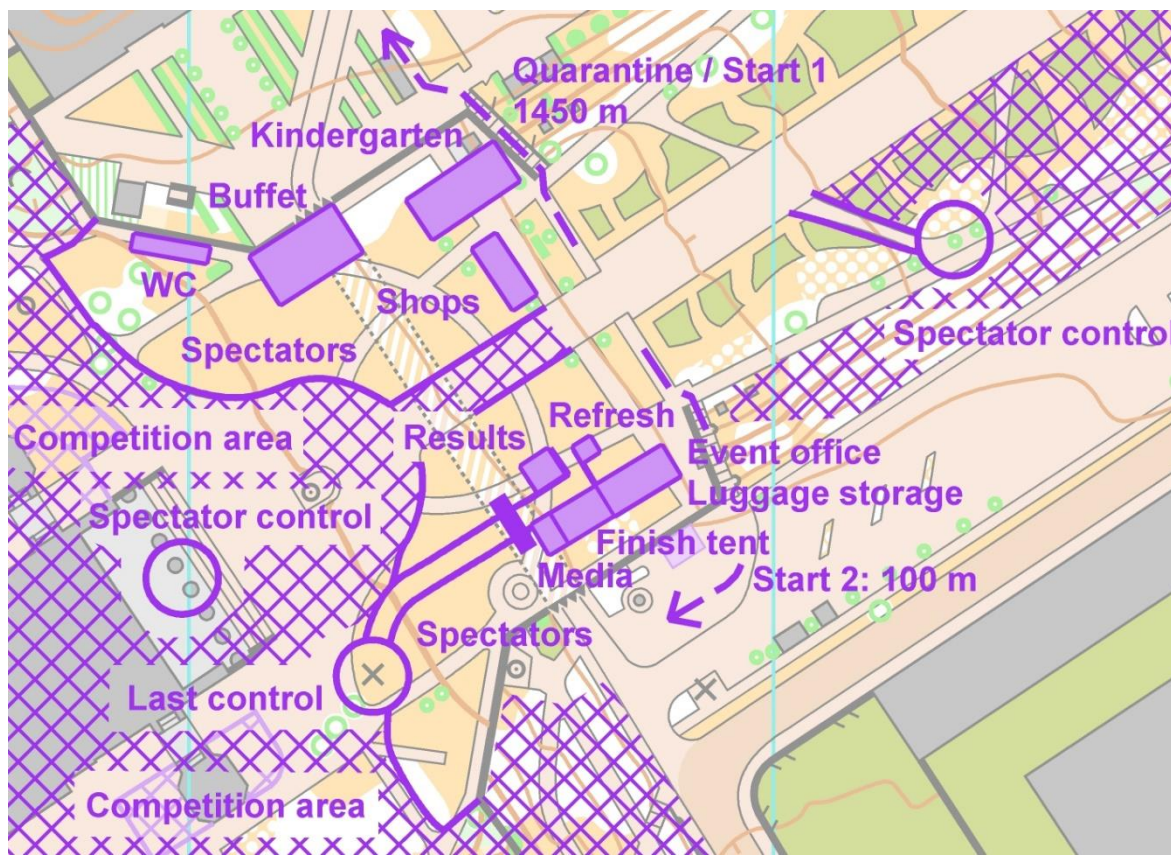 Quarantine / Start 1
1450 m
Kindergarten
Buffet
WC
Shops
Spectators
Spectator control
Competition area
Results
Refresh
Event office
Luggage storage
Spectator control
Finish tent
Media
Start 2: 100 m
Spectators
Last control
Competition area